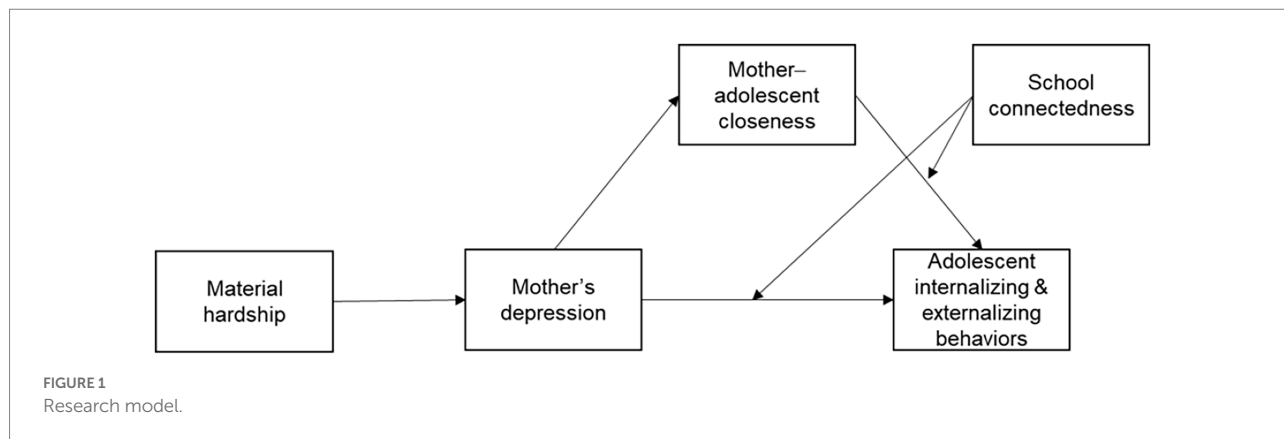 Mother–
adolescent
closeness
School
connectedness
Material
hardship
Mother’s
depression
Adolescent
internalizing &
externalizing
behaviors
FIGURE 1
Research model.